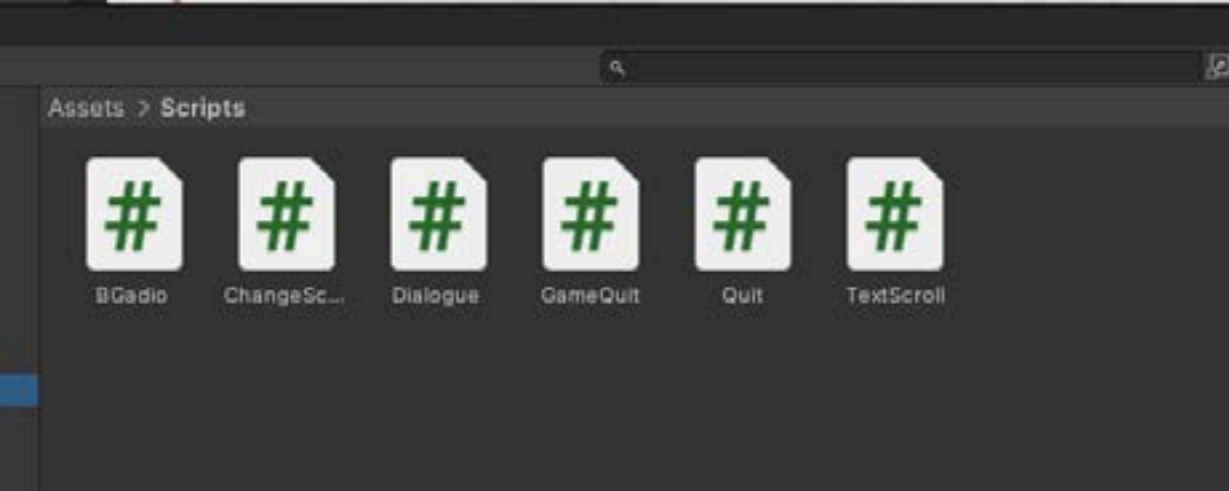 Assets > Scripts
BGadio
ChangeSc...
Dialogue
GameQuit
Quit
TextScroll